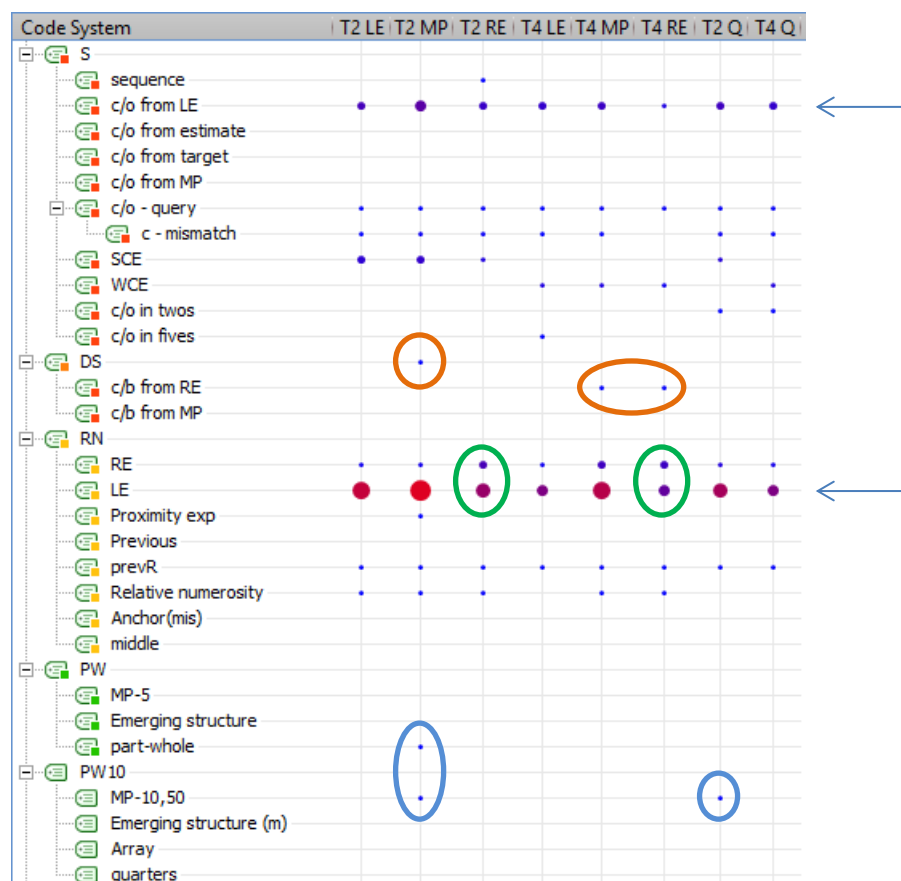 Code System T2 LE T2 MP T2 RE T4 LE T4 MP T4 RE T2 Q T4 Q
S
sequence
c/o from LE
c/o from estimate
c/o from target
c/o from MP
c/o - query
c - mismatch
SCE
WCE
c/o in twos
c/o in fives
DS
c/b from RE
c/b from MP
RN
RE
LE
Proximity exp
Previous
prevR
Relative numerosity
Anchor(mis)
middle
PW
MP-5
Emerging structure
part-whole
PW10
MP-10,50
Emerging structure (m)
Array
quarters